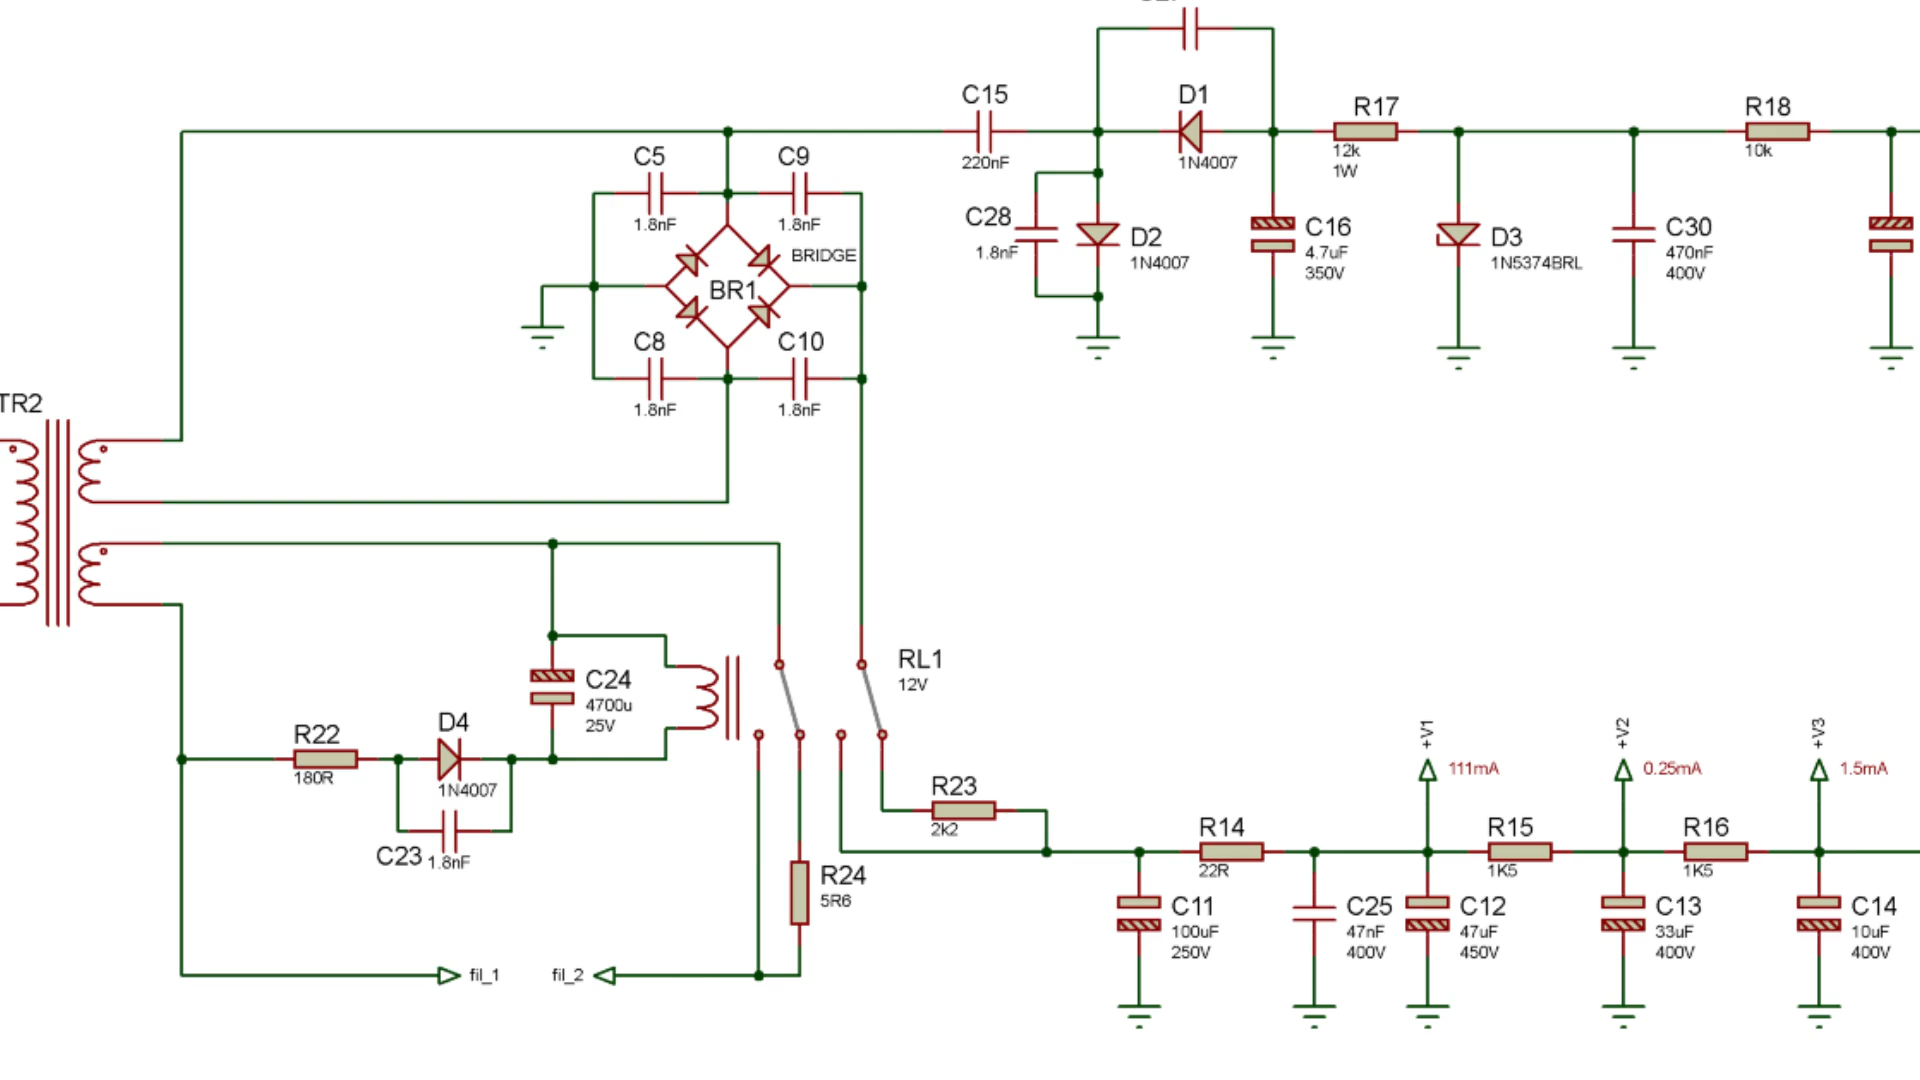 C15
220nF
D1
1N4007
R17
12k
1W
R18
10k
C5
1.8nF
C9
1.8nF
BRIDGE
BR1
C28
1.8nF
D2
1N4007
C16
4.7uF
350V
D3
1N5374BRL
C30
470nF
400V
C8
1.8nF
C10
1.8nF
TR2
RL1
12V
C24
4700u
25V
R22
180R
D4
1N4007
C23 1.8nF
R23
2k2
R24
5R6
fil_1
fil_2
+V1
111mA
+V2
0.25mA
+V3
1.5mA
R14
22R
R15
1K5
R16
1K5
C11
100uF
250V
C25
47nF
400V
C12
47uF
450V
C13
33uF
400V
C14
10uF
400V